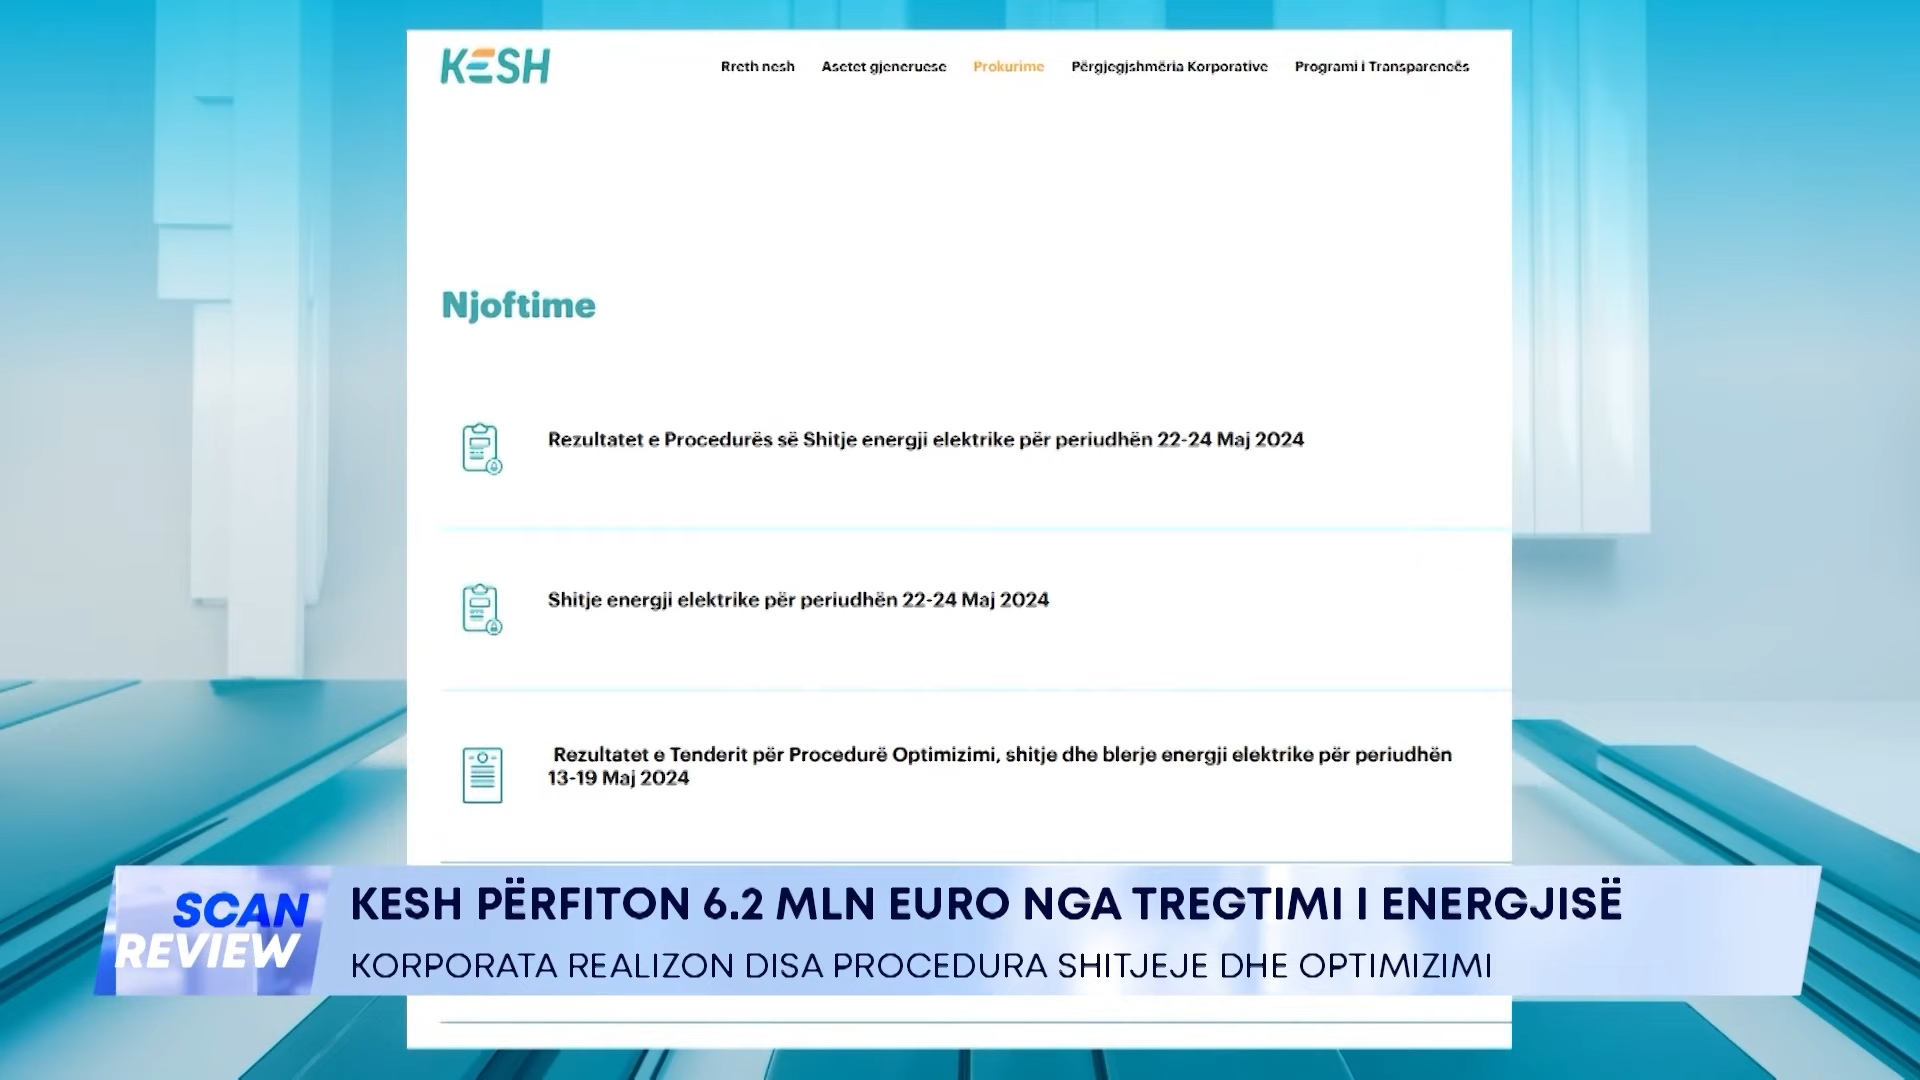 KESH
Rreth nesh Asetet gjeneruese Prokurime Përgjegjshmëria Korporative Programi i Transparencës
Njoftime
Rezultatet e Procedurës së Shitje energji elektrike për periudhën 22-24 Maj 2024
Shitje energji elektrike për periudhën 22-24 Maj 2024
Rezultatet e Tenderit për Procedurë Optimizimi, shitje dhe blerje energji elektrike për periudhën
13-19 Maj 2024
SCAN
REVIEW
KESH PËRFITON 6.2 MLN EURO NGA TREGTIMI I ENERGJISË
KORPORATA REALIZON DISA PROCEDURA SHITJEJE DHE OPTIMIZIMI